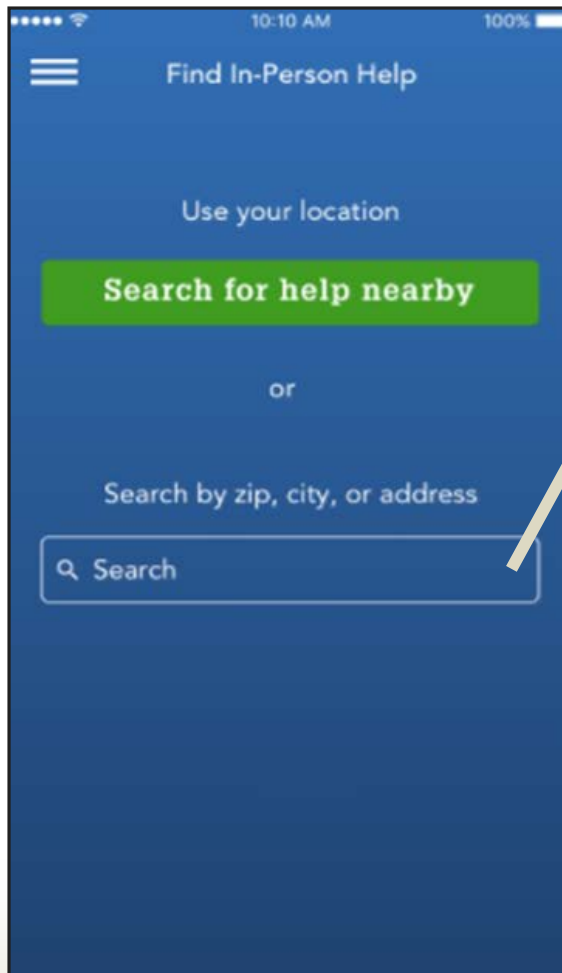 10:10 AM 100%
Find In-Person Help
Use your location
Search for help nearby
or
Search by zip, city, or address
Search